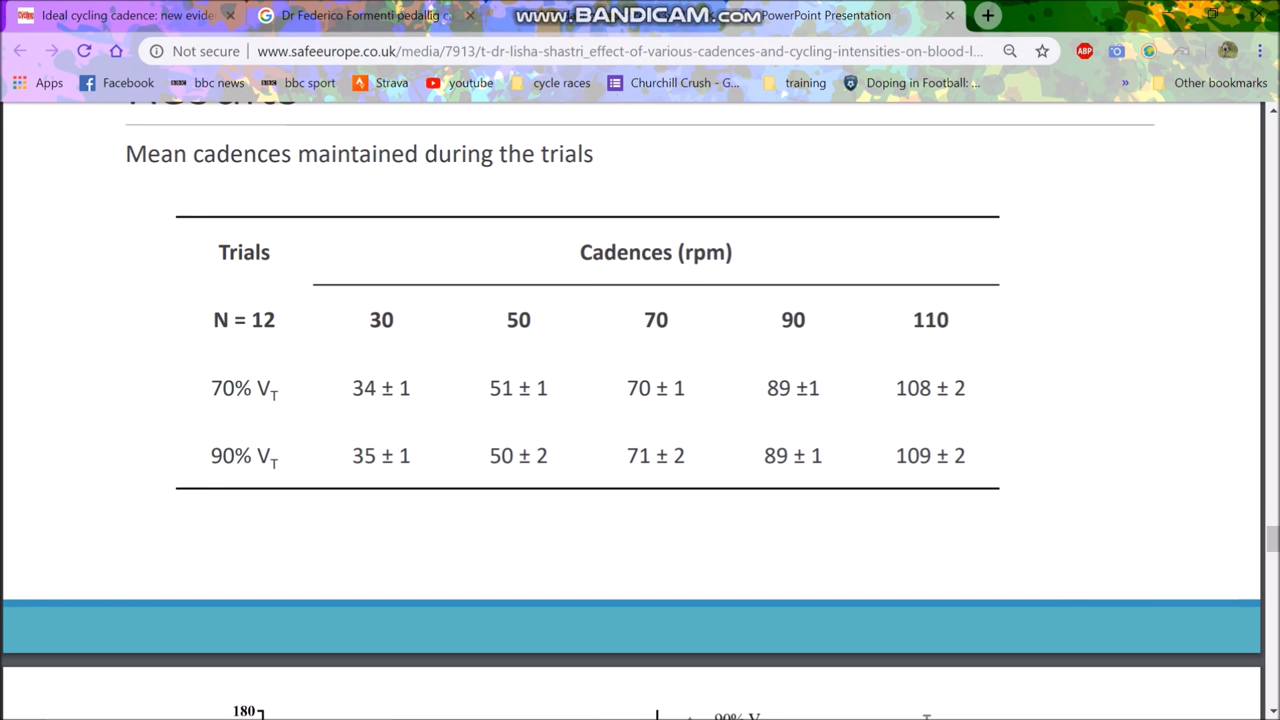 www.BANDICAM.com
Ideal cycling cadence: new evide
Dr Federico Formenti pedallig c
PowerPoint Presentation
Not secure
www.safeeurope.co.uk/media/7913/t-dr-lisha-shastri_effect-of-various-cadences-and-cycling-intensities-on-blood-l...
ABP
Apps
Facebook
bbc news
bbc sport
Strava
youtube
cycle races
Churchill Crush - G...
training
Doping in Football: ...
»
Other bookmarks
Mean cadences maintained during the trials
Trials Cadences (rpm)
N = 12 30 50 70 90 110
70% VT 34 ± 1 51 ± 1 70 ± 1 89 ±1 108 ± 2
90% VT 35 ± 1 50 ± 2 71 ± 2 89 ± 1 109 ± 2
180
90% V